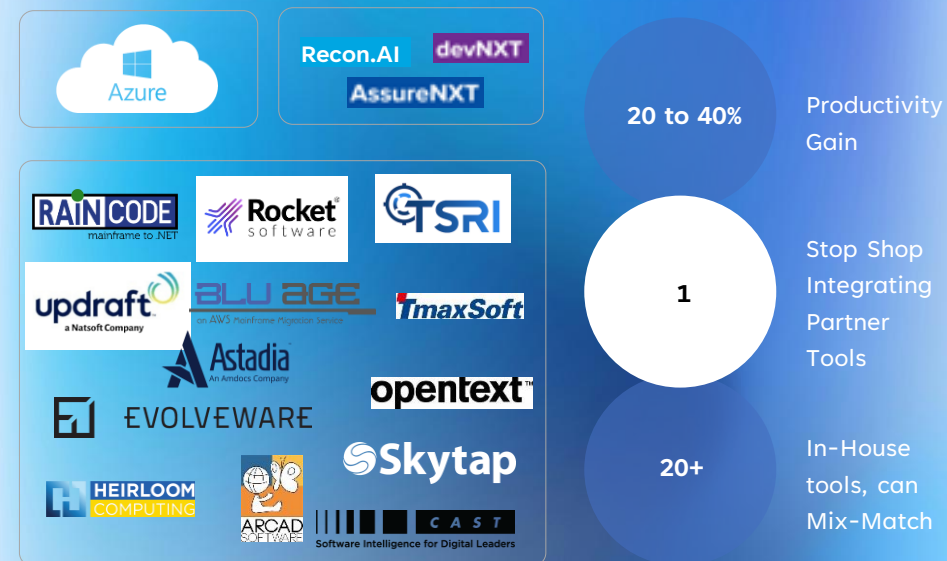 Azure
Recon.AI
devNXT
AssureNXT
RAINCODE
mainframe to .NET
Rocket®
software
TSRI
updraft™
a Natsoft Company
BLU AGE
an AWS Mainframe Migration Service
TmaxSoft
Astadia
An Amdocs Company
opentext™
EVOLVEWARE
Skytap
HEIRLOOM
COMPUTING
ARCAD
SOFTWARE
CAST
Software Intelligence for Digital Leaders
20 to 40%
Productivity
Gain
1
Stop Shop
Integrating
Partner
Tools
20+
In-House
tools, can
Mix-Match